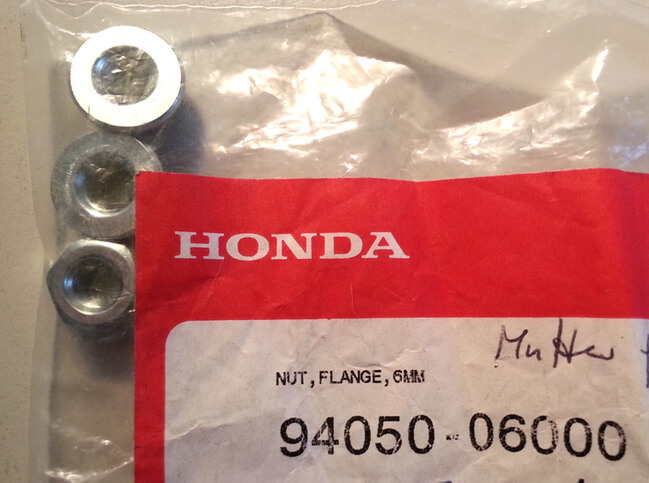 HONDA
Mutter
NUT, FLANGE, 6MM
94050-06000